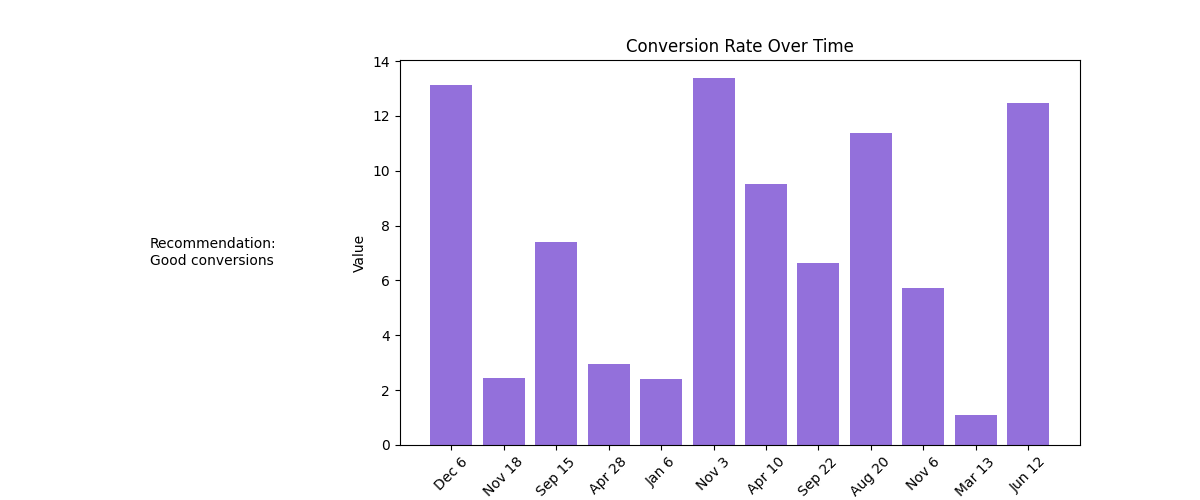 Conversion Rate Over Time
Recommendation:
Good conversions
Value
14
12
10
8
6
4
2
0
Dec 6
Nov 18
Sep 15
Apr 28
Jan 6
Nov 3
Apr 10
Sep 22
Aug 20
Nov 6
Mar 13
Jun 12